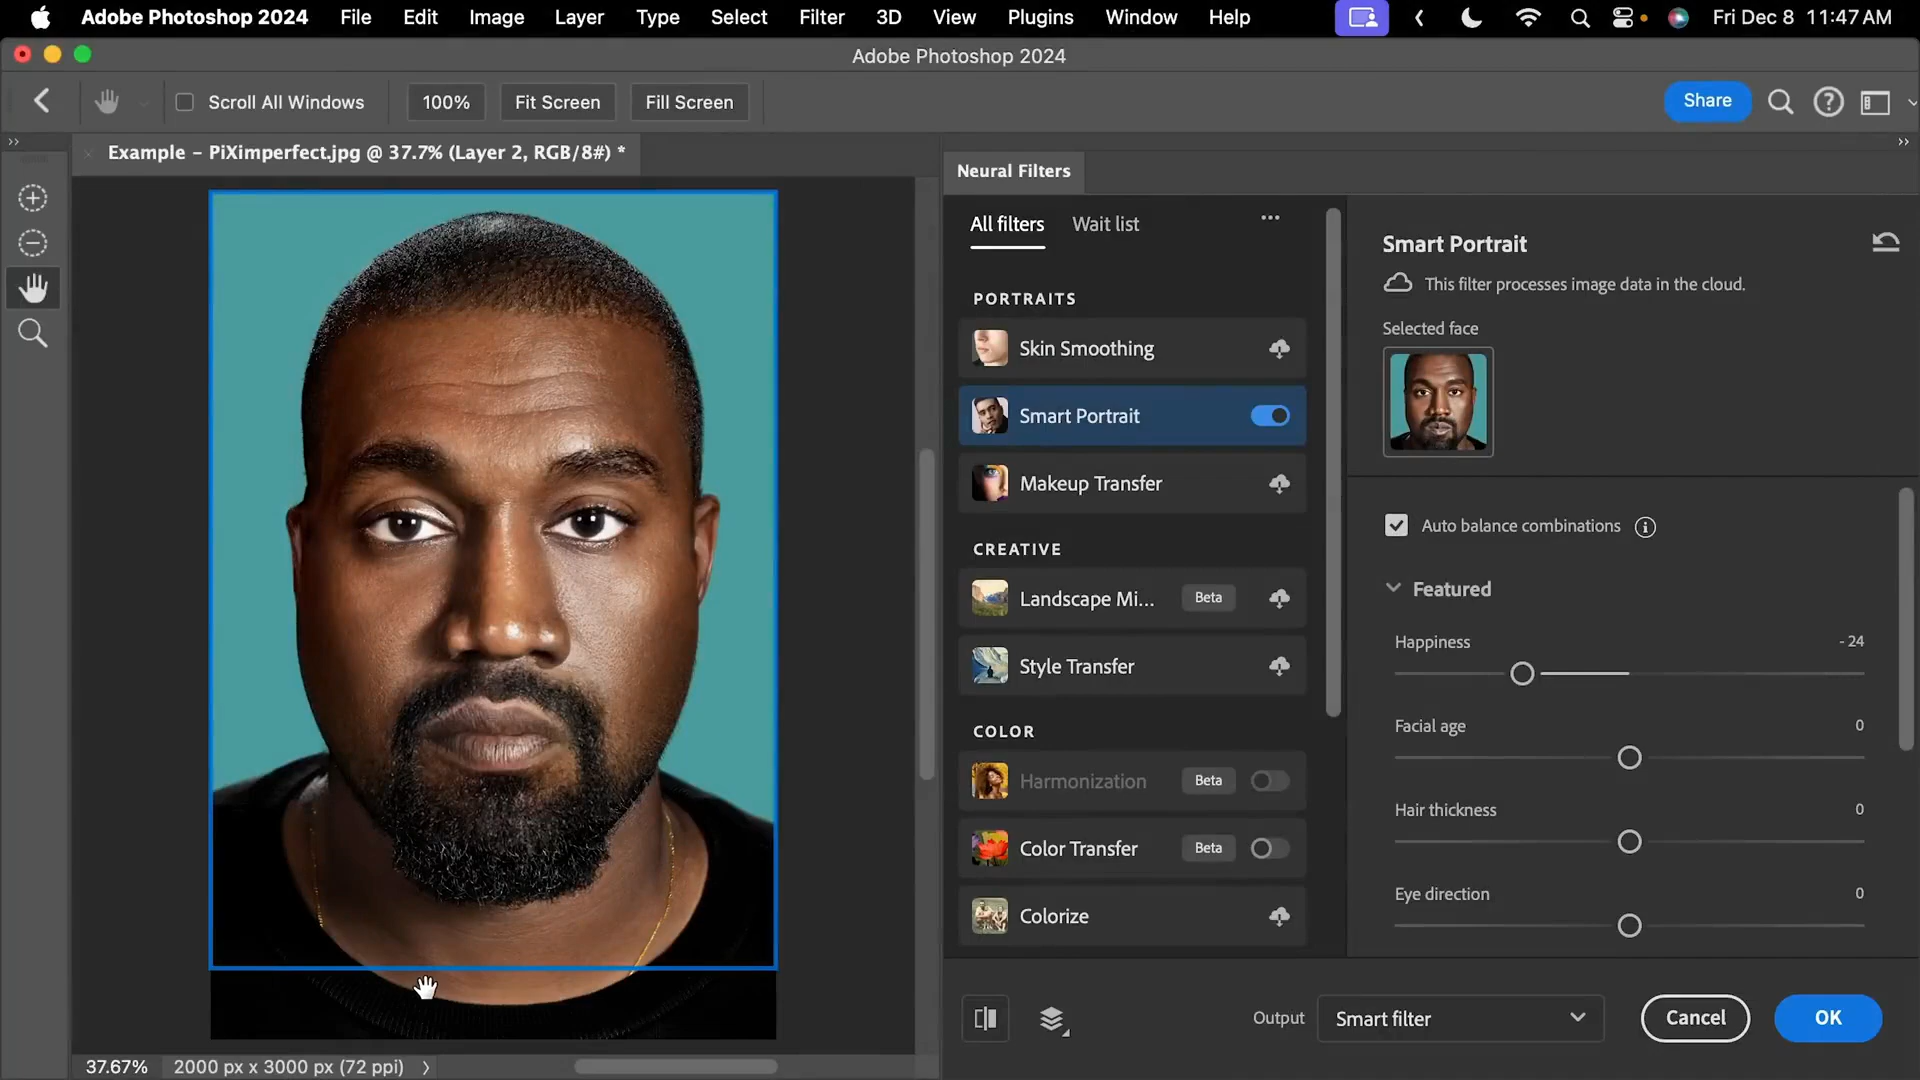 Adobe Photoshop 2024 File Edit Image Layer Type Select Filter 3D View Plugins Window Help Fri Dec 8 11:47 AM
Adobe Photoshop 2024
Scroll All Windows 100% Fit Screen Fill Screen Share
Example – PiXimperfect.jpg @ 37.7% (Layer 2, RGB/8#) *
Neural Filters
All filters Wait list
PORTRAITS
Skin Smoothing
Smart Portrait
Makeup Transfer
CREATIVE
Landscape Mi... Beta
Style Transfer
COLOR
Harmonization Beta
Color Transfer Beta
Colorize
Smart Portrait
This filter processes image data in the cloud.
Selected face
Auto balance combinations
Featured
Happiness -24
Facial age 0
Hair thickness 0
Eye direction 0
Output Smart filter Cancel OK
37.67% 2000 px x 3000 px (72 ppi)